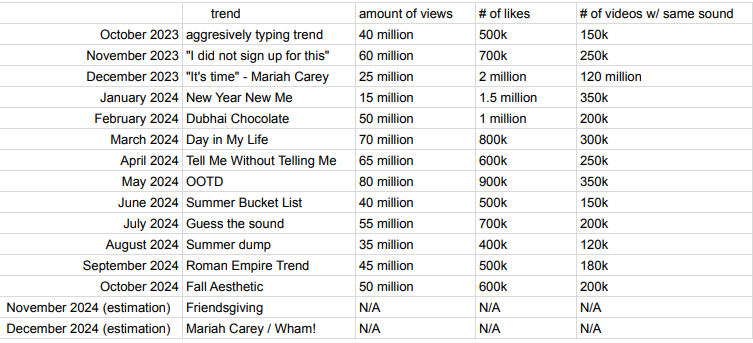 trend amount of views # of likes # of videos w/ same sound
October 2023 aggresively typing trend 40 million 500k 150k
November 2023 "I did not sign up for this" 60 million 700k 250k
December 2023 "It's time" - Mariah Carey 25 million 2 million 120 million
January 2024 New Year New Me 15 million 1.5 million 350k
February 2024 Dubhai Chocolate 50 million 1 million 200k
March 2024 Day in My Life 70 million 800k 300k
April 2024 Tell Me Without Telling Me 65 million 600k 250k
May 2024 OOTD 80 million 900k 350k
June 2024 Summer Bucket List 40 million 500k 150k
July 2024 Guess the sound 55 million 700k 200k
August 2024 Summer dump 35 million 400k 120k
September 2024 Roman Empire Trend 45 million 500k 180k
October 2024 Fall Aesthetic 50 million 600k 200k
November 2024 (estimation) Friendsgiving N/A N/A N/A
December 2024 (estimation) Mariah Carey / Wham! N/A N/A N/A